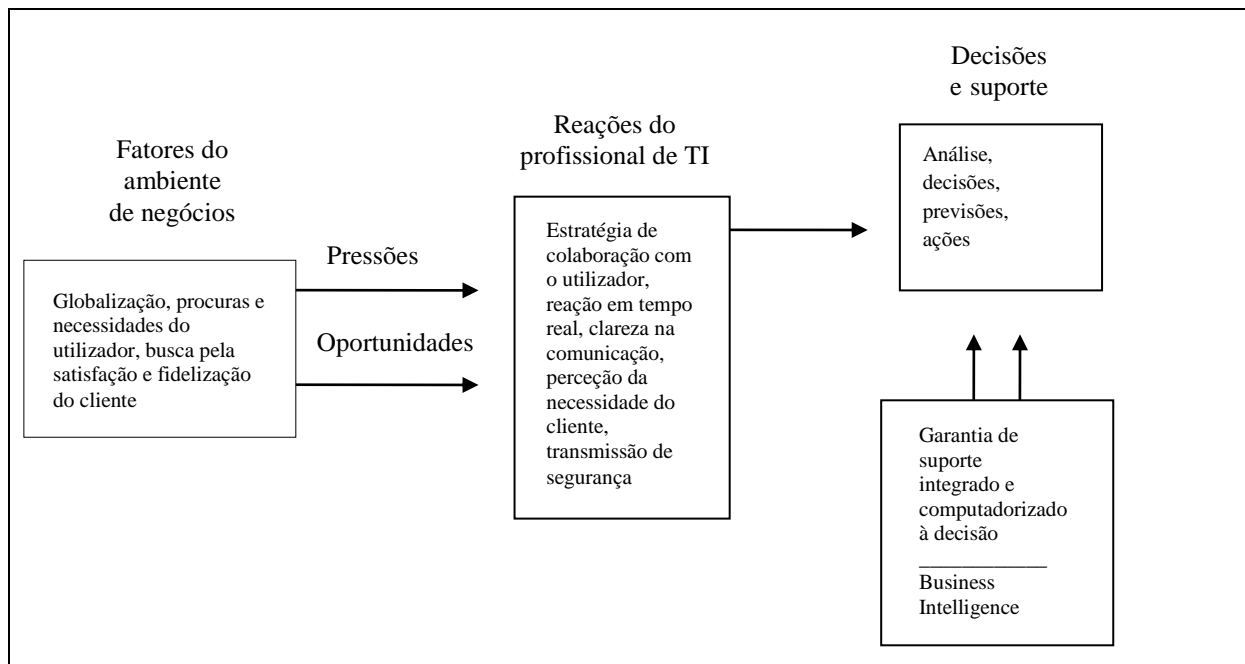 Fatores do
ambiente
de negócios
Globalização, procuras e
necessidades do
utilizador, busca pela
satisfação e fidelização
do cliente
Pressões
Oportunidades
Reações do
profissional de TI
Estratégia de
colaboração com
o utilizador,
reação em tempo
real, clareza na
comunicação,
perceção da
necessidade do
cliente,
transmissão de
segurança
Decisões
e suporte
Análise,
decisões,
previsões,
ações
Garantia de
suporte
integrado e
computadorizado
à decisão
____________
Business
Intelligence